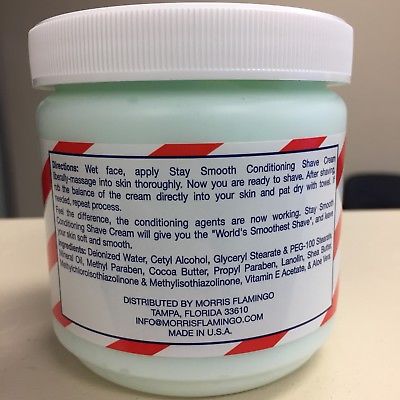 Directions: Wet face, apply Stay Smooth Conditioning Shave Cream
liberally-massage into skin thoroughly. Now you are ready to shave. After shaving,
rub the balance of the cream directly into your skin and pat dry with towel. If
needed, repeat process.
Feel the difference, the conditioning agents are now working. Stay Smooth
Conditioning Shave Cream will give you the "World's Smoothest Shave", and leave
your skin soft and smooth.
Ingredients: Deionized Water, Cetyl Alcohol, Glyceryl Stearate & PEG-100 Stearate,
Mineral Oil, Methyl Paraben, Cocoa Butter, Propyl Paraben, Lanolin, Shea Butter,
Methylchloroisothiazolinone & Methylisothiazolinone, Vitamin E Acetate, & Aloe Vera.
DISTRIBUTED BY MORRIS FLAMINGO
TAMPA, FLORIDA 33610
INFO@MORRISFLAMINGO.COM
MADE IN U.S.A.